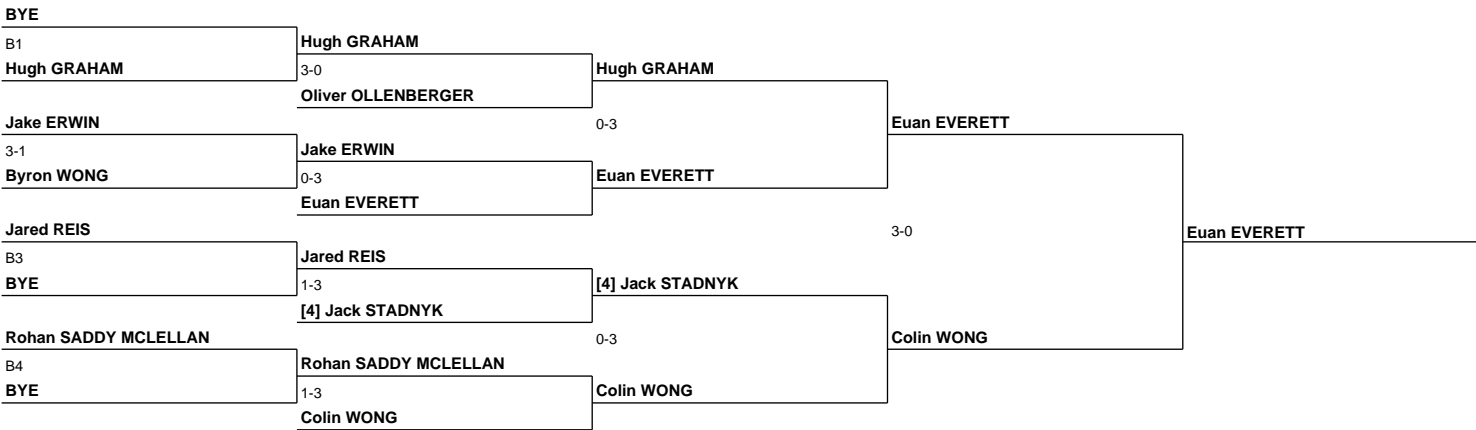 BYE
B1
Hugh GRAHAM
Hugh GRAHAM
3-0
Hugh GRAHAM
Oliver OLLENBERGER
Jake ERWIN
0-3
Euan EVERETT
3-1
Jake ERWIN
Byron WONG
0-3
Euan EVERETT
Euan EVERETT
Jared REIS
3-0
Euan EVERETT
B3
Jared REIS
BYE
1-3
[4] Jack STADNYK
[4] Jack STADNYK
Rohan SADDY MCLELLAN
0-3
Colin WONG
B4
Rohan SADDY MCLELLAN
BYE
1-3
Colin WONG
Colin WONG